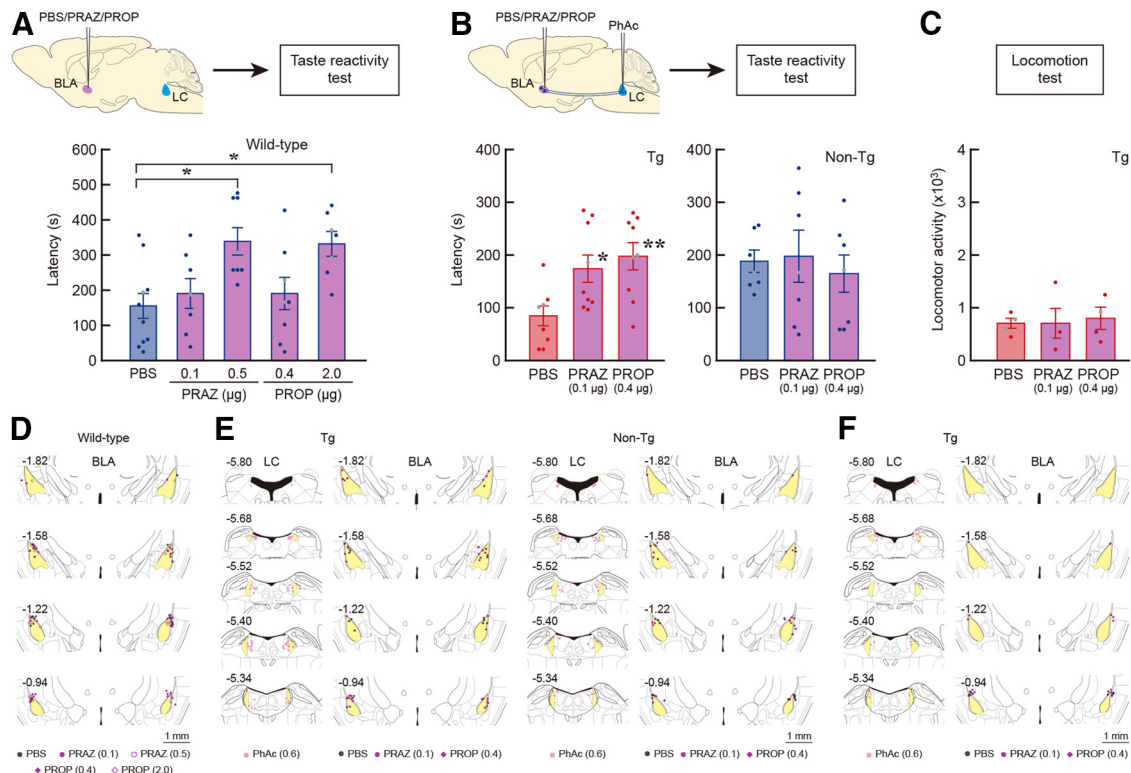 A
PBS/PRAZ/PROP
BLA
LC
Taste reactivity
test
Wild-type
*
*
Latency (s)
600
500
400
300
200
100
0
PBS
0.1
0.5
0.4
2.0
PRAZ (µg)
PROP (µg)
B
PBS/PRAZ/PROP
PhAc
BLA
LC
Taste reactivity
test
Tg
Latency (s)
400
300
200
100
0
*
**
PBS
PRAZ
(0.1 µg)
PROP
(0.4 µg)
Non-Tg
400
300
200
100
0
PBS
PRAZ
(0.1 µg)
PROP
(0.4 µg)
C
Locomotion
test
Tg
Locomotor activity (x10³)
4
3
2
1
0
PBS
PRAZ
(0.1 µg)
PROP
(0.4 µg)
D
Wild-type
BLA
-1.82
-1.58
-1.22
-0.94
1 mm
PBS
PRAZ (0.1)
PRAZ (0.5)
PROP (0.4)
PROP (2.0)
E
Tg
LC
-5.80
-5.68
-5.52
-5.40
-5.34
PhAc (0.6)
BLA
-1.82
-1.58
-1.22
-0.94
PBS
PRAZ (0.1)
PROP (0.4)
Non-Tg
LC
-5.80
-5.68
-5.52
-5.40
-5.34
PhAc (0.6)
BLA
-1.82
-1.58
-1.22
-0.94
1 mm
PBS
PRAZ (0.1)
PROP (0.4)
F
Tg
LC
-5.80
-5.68
-5.52
-5.40
-5.34
PhAc (0.6)
BLA
-1.82
-1.58
-1.22
-0.94
1 mm
PBS
PRAZ (0.1)
PROP (0.4)